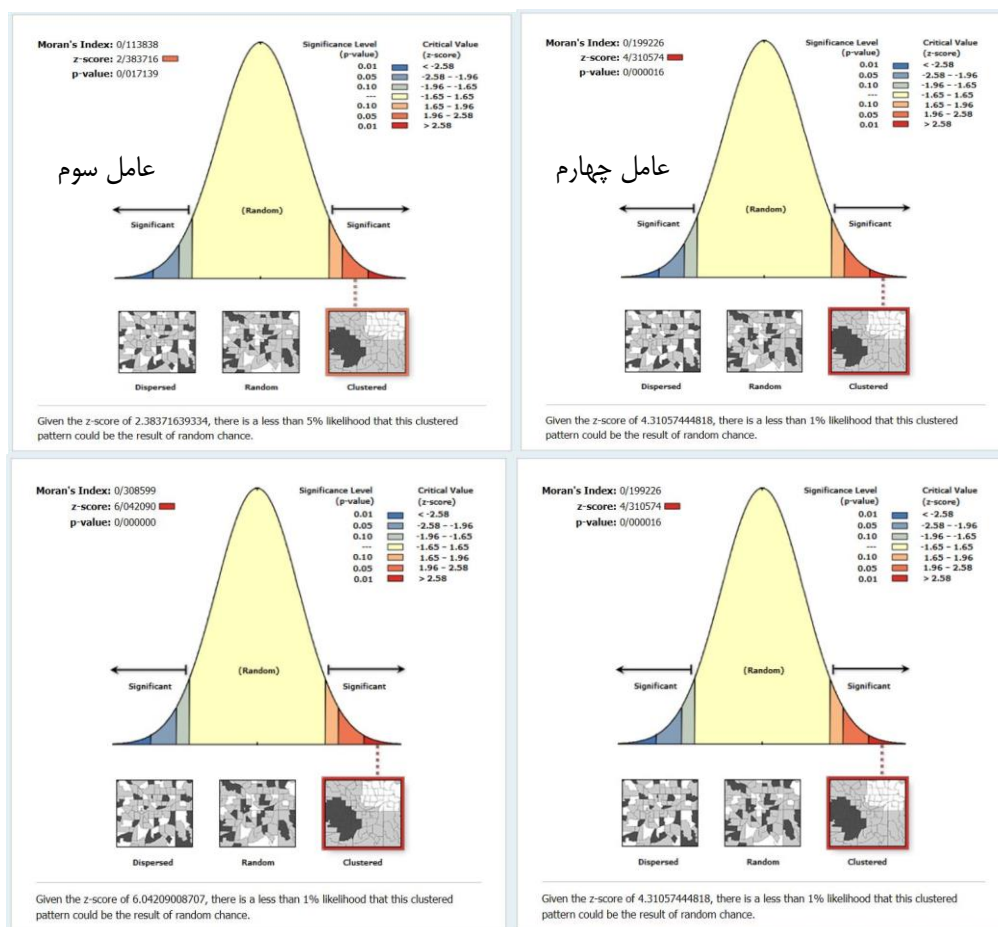 Moran's Index: 0/113838
z-score: 2/383716
p-value: 0/017139
Significance Level (p-value)
Critical Value (z-score)
0.01 < -2.58
0.05 -2.58 - -1.96
0.10 -1.96 - -1.65
--- -1.65 - 1.65
0.10 1.65 - 1.96
0.05 1.96 - 2.58
0.01 > 2.58
عامل سوم
(Random)
Significant
Significant
Dispersed
Random
Clustered
Given the z-score of 2.38371639334, there is a less than 5% likelihood that this clustered
pattern could be the result of random chance.
Moran's Index: 0/199226
z-score: 4/310574
p-value: 0/000016
Significance Level (p-value)
Critical Value (z-score)
0.01 < -2.58
0.05 -2.58 - -1.96
0.10 -1.96 - -1.65
--- -1.65 - 1.65
0.10 1.65 - 1.96
0.05 1.96 - 2.58
0.01 > 2.58
عامل چهارم
(Random)
Significant
Significant
Dispersed
Random
Clustered
Given the z-score of 4.31057444818, there is a less than 1% likelihood that this clustered
pattern could be the result of random chance.
Moran's Index: 0/308599
z-score: 6/042090
p-value: 0/000000
Significance Level (p-value)
Critical Value (z-score)
0.01 < -2.58
0.05 -2.58 - -1.96
0.10 -1.96 - -1.65
--- -1.65 - 1.65
0.10 1.65 - 1.96
0.05 1.96 - 2.58
0.01 > 2.58
(Random)
Significant
Significant
Dispersed
Random
Clustered
Given the z-score of 6.04209008707, there is a less than 1% likelihood that this clustered
pattern could be the result of random chance.
Moran's Index: 0/199226
z-score: 4/310574
p-value: 0/000016
Significance Level (p-value)
Critical Value (z-score)
0.01 < -2.58
0.05 -2.58 - -1.96
0.10 -1.96 - -1.65
--- -1.65 - 1.65
0.10 1.65 - 1.96
0.05 1.96 - 2.58
0.01 > 2.58
(Random)
Significant
Significant
Dispersed
Random
Clustered
Given the z-score of 4.31057444818, there is a less than 1% likelihood that this clustered
pattern could be the result of random chance.